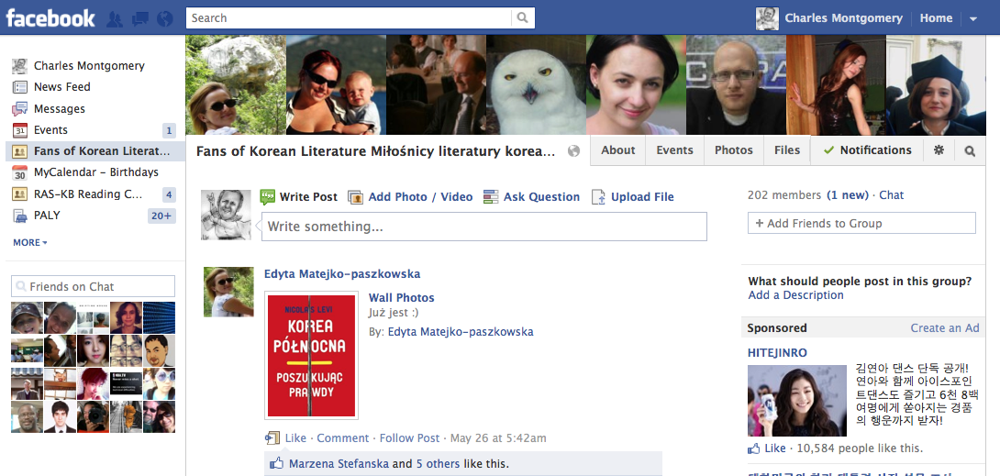 facebook
Search
Charles Montgomery
Home
Charles Montgomery
News Feed
Messages
Events 1
Fans of Korean Literat...
MyCalendar – Birthdays
RAS-KB Reading C... 4
PALY 20+
MORE
Friends on Chat
Fans of Korean Literature Miłośnicy literatury korea...
About
Events
Photos
Files
Notifications
Write Post
Add Photo / Video
Ask Question
Upload File
Write something...
Edyta Matejko-paszkowska
NICOLAS LEVI
KOREA
PÓŁNOCNA
POSZUKUJĄC
PRAWDY
Wall Photos
Już jest :)
By: Edyta Matejko-paszkowska
Like · Comment · Follow Post · May 26 at 5:42am
Marzena Stefanska and 5 others like this.
202 members (1 new) · Chat
+ Add Friends to Group
What should people post in this group?
Add a Description
Sponsored
Create an Ad
HITEJINRO
김연아 댄스 단독 공개!
연아와 함께 아이스포인
트댄스도 즐기고 6천 8백
여명에게 쏟아지는 경품
의 행운까지 받자!
Like · 10,584 people like this.